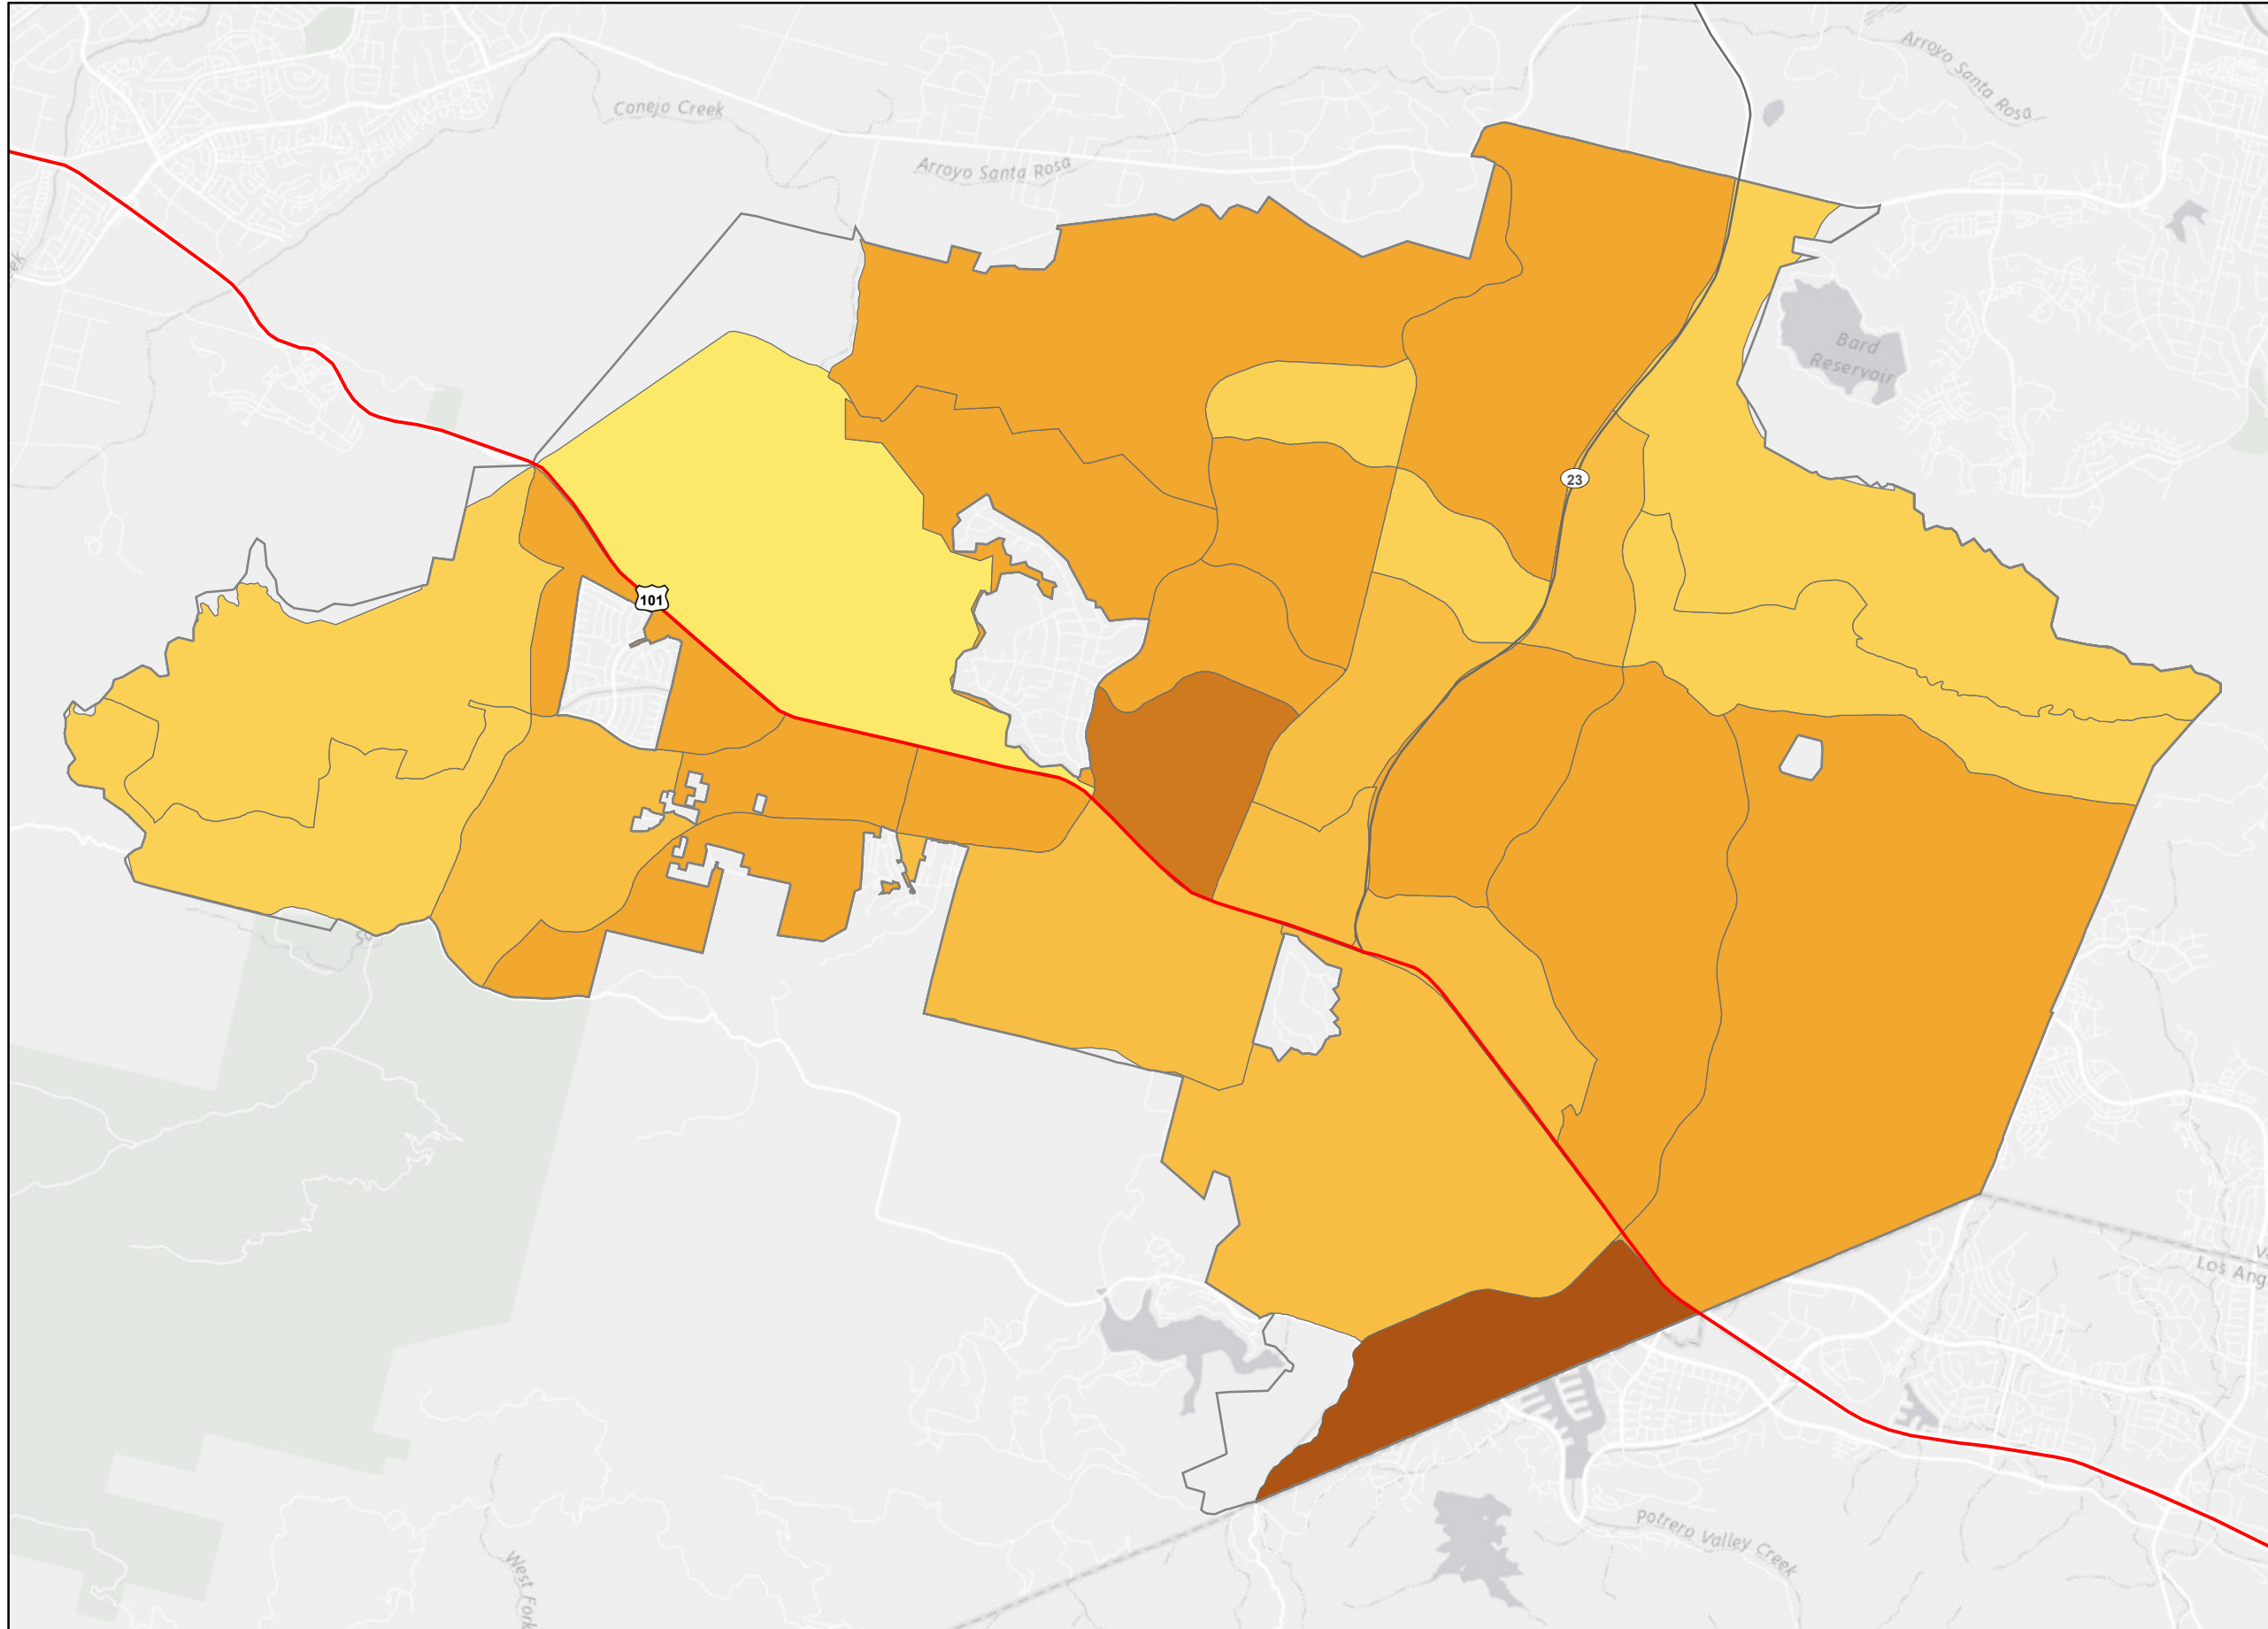 Arroyo Santa Rosa
Conejo Creek
Arroyo Santa Rosa
ek
Bard
Reservoir
23
101
Los Ang
Potrero Valley Creek
West Fork